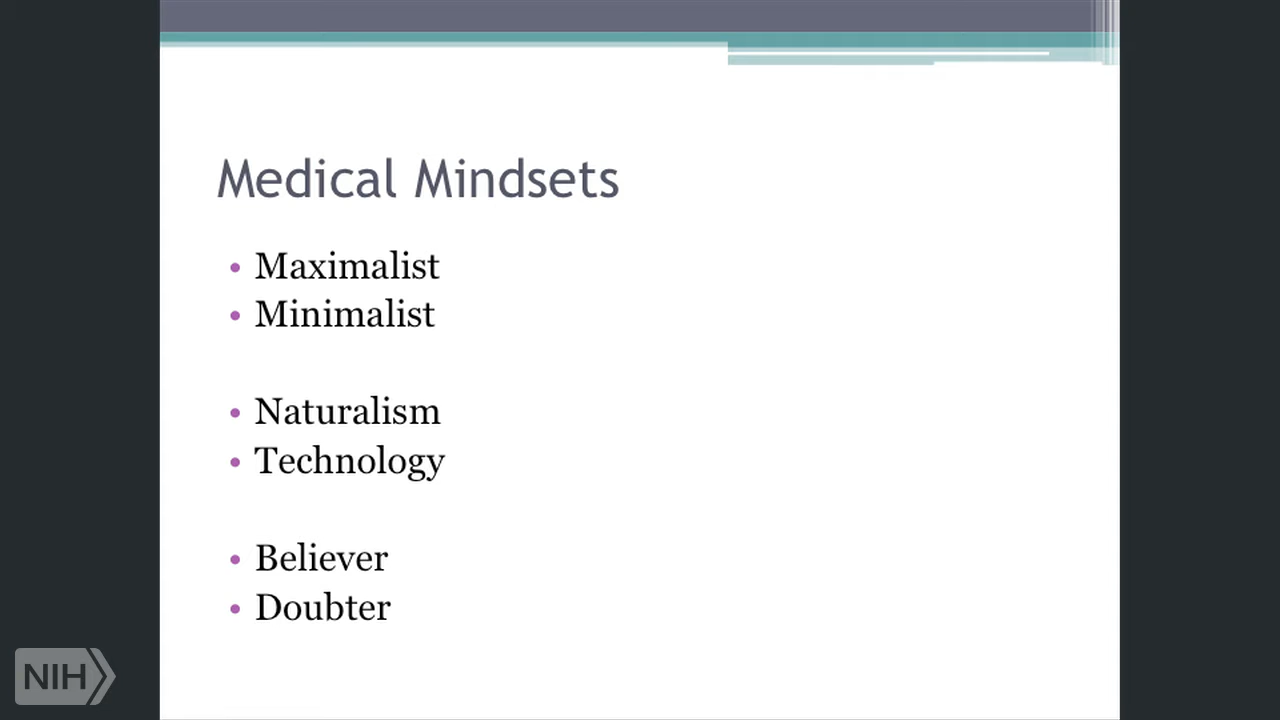 Medical Mindsets
• Maximalist
• Minimalist
• Naturalism
• Technology
• Believer
• Doubter
NIH